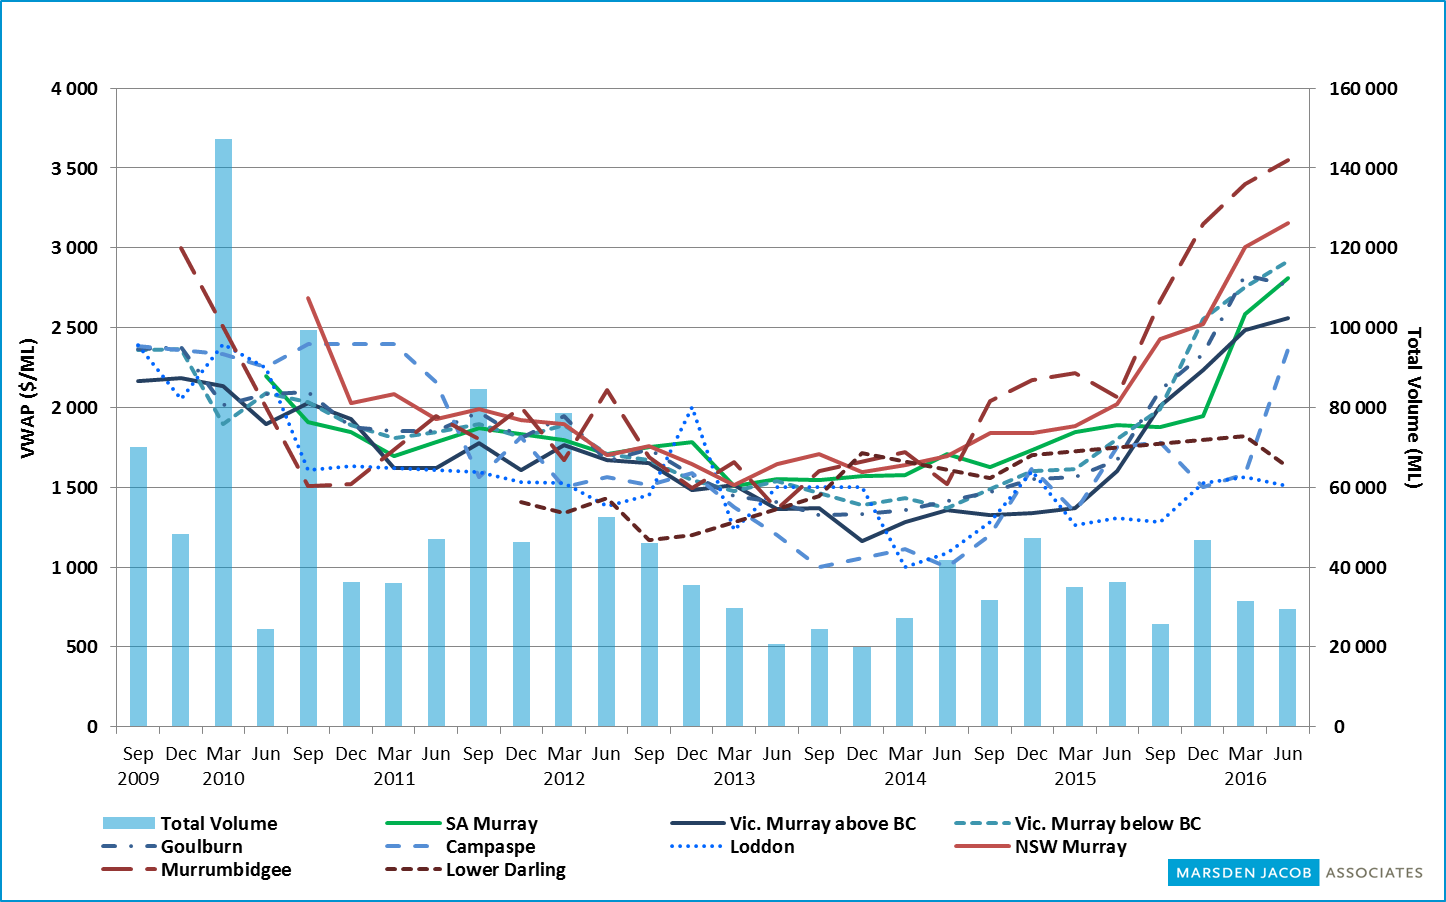 4 000 160 000
3 500 140 000
3 000 120 000
2 500 100 000
2 000 80 000
1 500 60 000
1 000 40 000
500 20 000
0 0
VWAP ($/ML)
Total Volume (ML)
Sep Dec Mar Jun Sep Dec Mar Jun Sep Dec Mar Jun Sep Dec Mar Jun Sep Dec Mar Jun Sep Dec Mar Jun Sep Dec Mar Jun
2009 2010 2011 2012 2013 2014 2015 2016
Total Volume SA Murray Vic. Murray above BC Vic. Murray below BC
Goulburn Campaspe Loddon NSW Murray
Murrumbidgee Lower Darling
MARSDEN JACOB ASSOCIATES